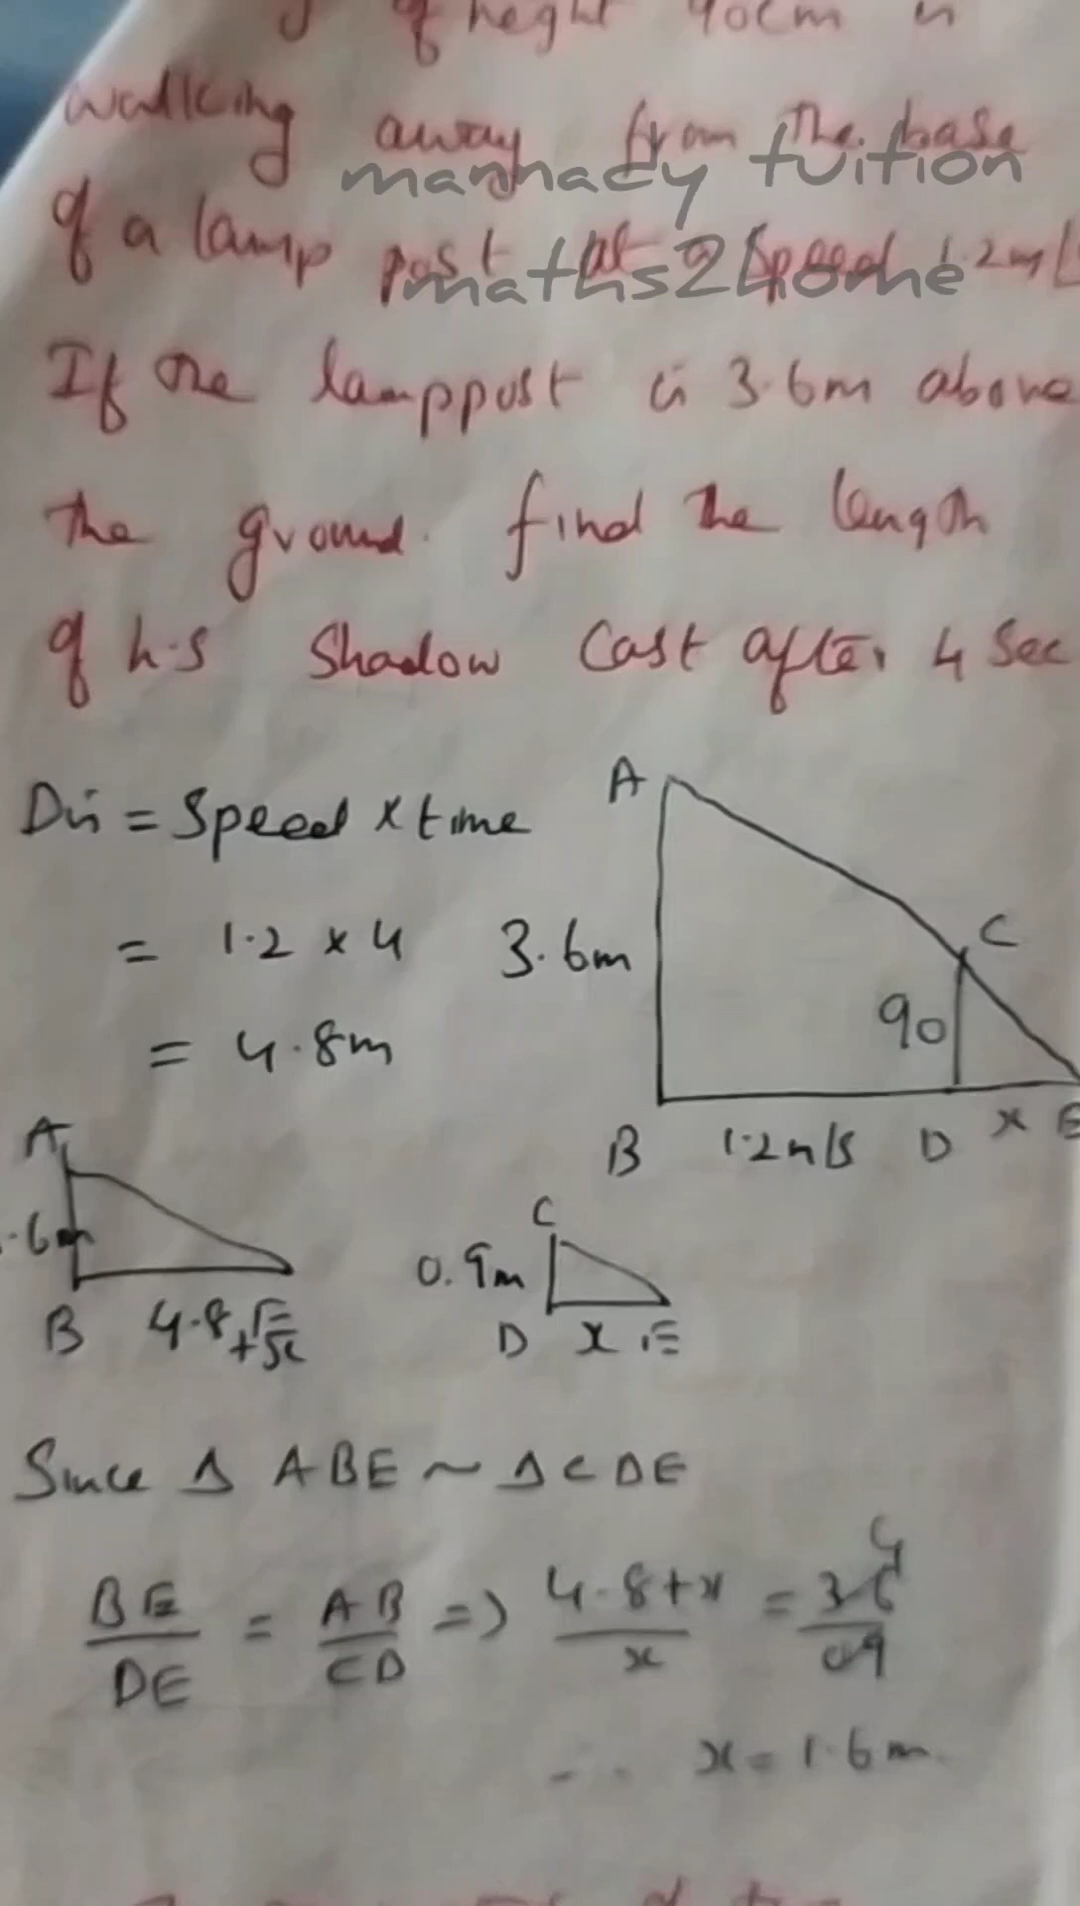 of height 90cm is
walking away from the base
mannady tuition
of a lamp post at a speed 1.2m/
maths2home
If the lamppost is 3.6m above
the ground. find the length
of his shadow cast after 4 Sec
Dis = Speed × time
= 1.2 × 4
= 4.8m
A
3.6m
C
90
B 1.2m/s D x E
A
.6m
B 4.8+x E
C
0.9m
D x E
Since Δ ABE ~ Δ CDE
BE/DE = AB/CD => 4.8+x/x = 3.6/0.9
4
x = 1.6m